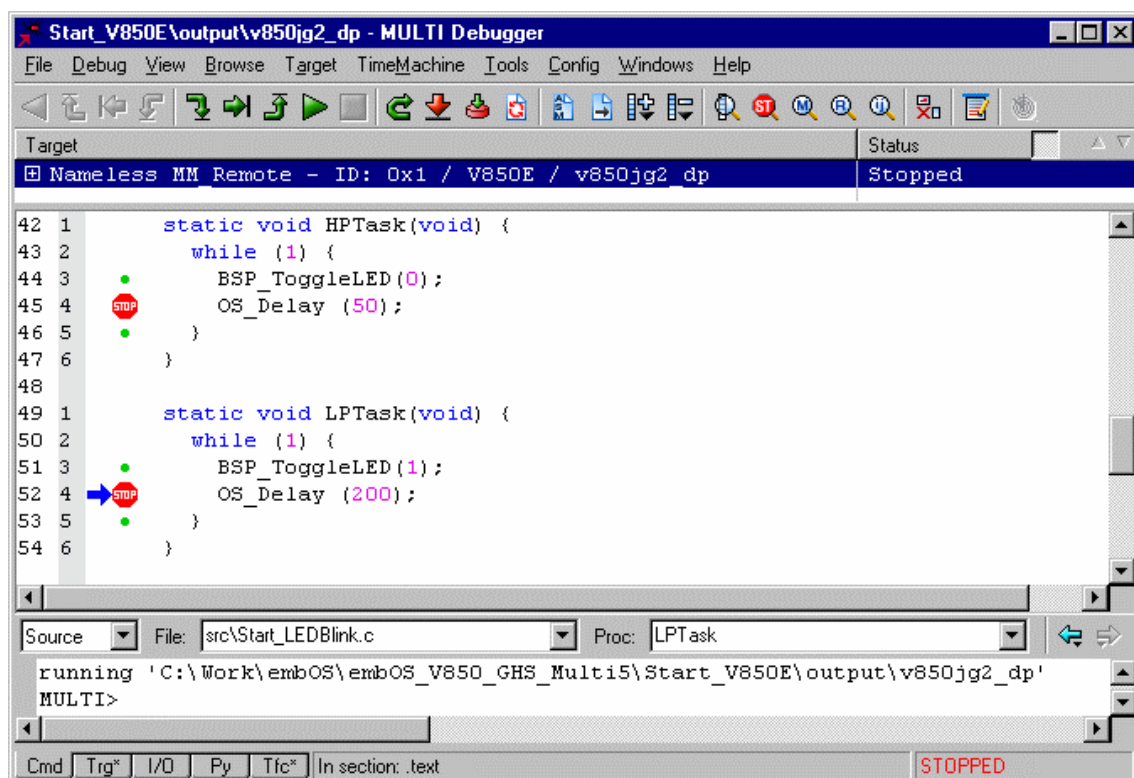 Start_V850E\output\v850jg2_dp - MULTI Debugger
File Debug View Browse Target TimeMachine Tools Config Windows Help
ST M R U
Target Status
Nameless MM_Remote - ID: 0x1 / V850E / v850jg2_dp Stopped
42 1 static void HPTask(void) {
43 2 while (1) {
44 3 BSP_ToggleLED(0);
45 4 STOP OS_Delay (50);
46 5 }
47 6 }
48
49 1 static void LPTask(void) {
50 2 while (1) {
51 3 BSP_ToggleLED(1);
52 4 STOP OS_Delay (200);
53 5 }
54 6 }
Source File: src\Start_LEDBlink.c Proc: LPTask
running 'C:\Work\embOS\embOS_V850_GHS_Multi5\Start_V850E\output\v850jg2_dp'
MULTI>
Cmd Trg* I/O Py Tfc* In section: .text STOPPED